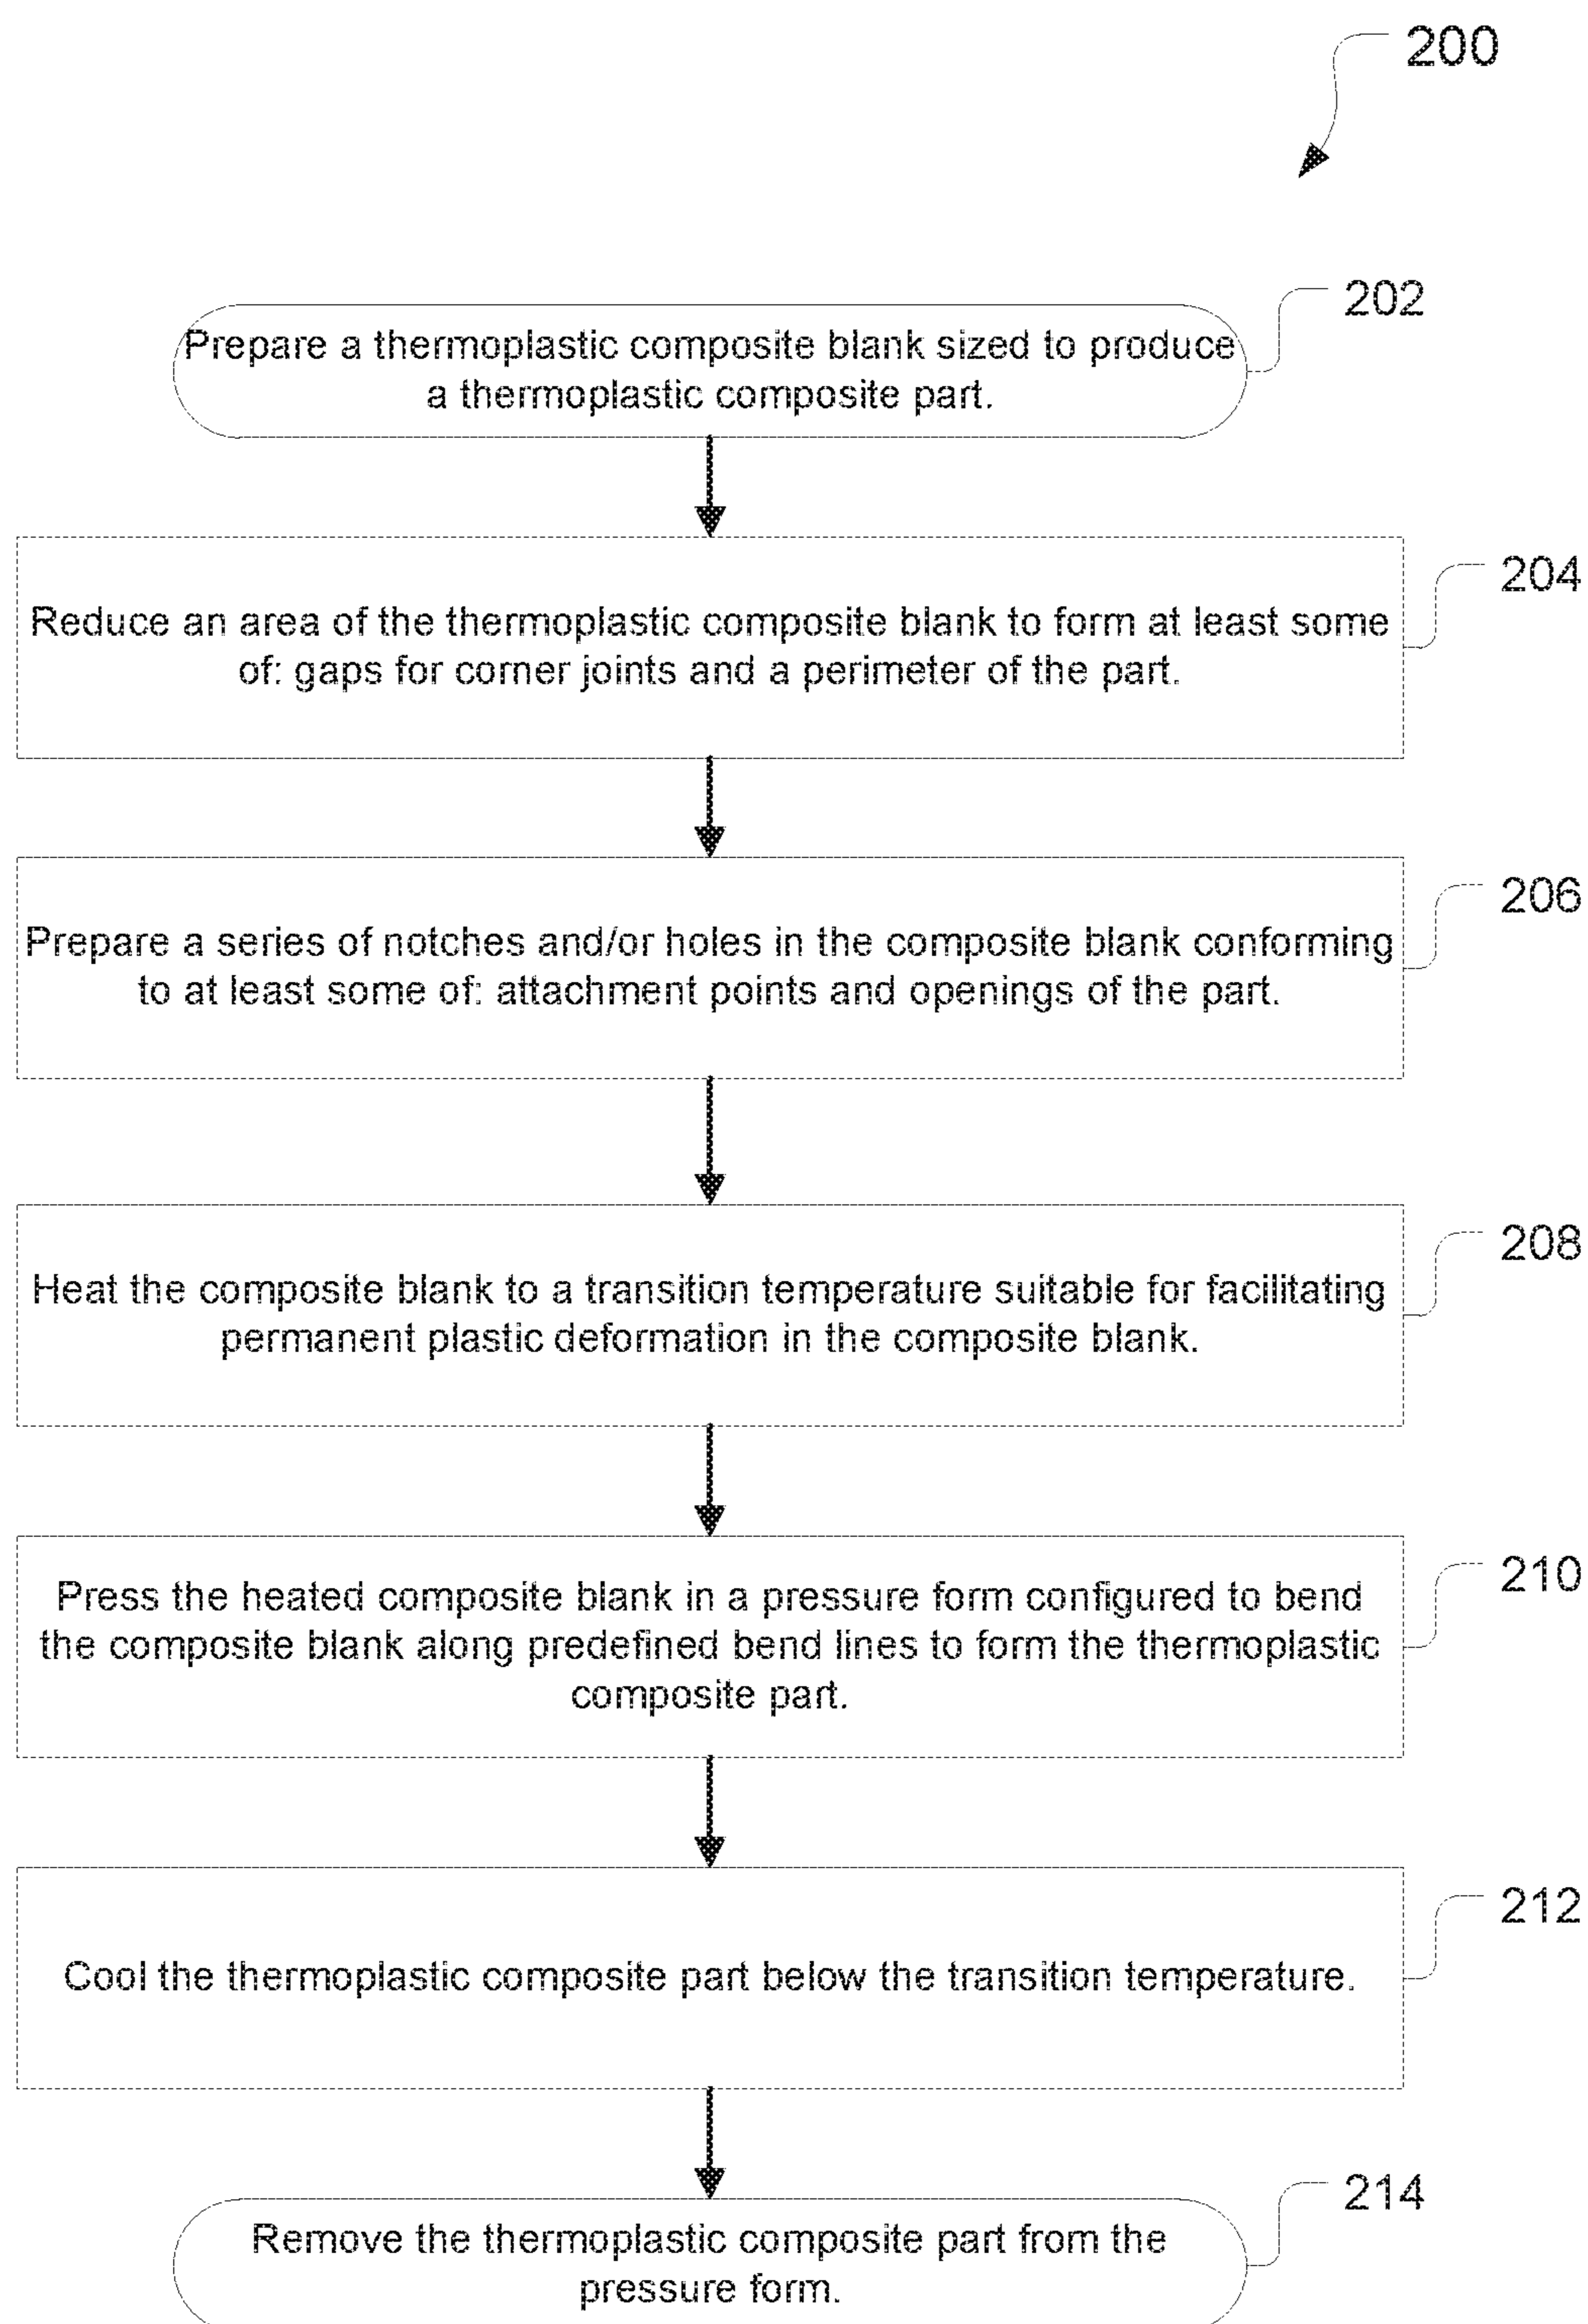 200
202
Prepare a thermoplastic composite blank sized to produce
a thermoplastic composite part.
204
Reduce an area of the thermoplastic composite blank to form at least some
of: gaps for corner joints and a perimeter of the part.
206
Prepare a series of notches and/or holes in the composite blank conforming
to at least some of: attachment points and openings of the part.
208
Heat the composite blank to a transition temperature suitable for facilitating
permanent plastic deformation in the composite blank.
210
Press the heated composite blank in a pressure form configured to bend
the composite blank along predefined bend lines to form the thermoplastic
composite part.
212
Cool the thermoplastic composite part below the transition temperature.
214
Remove the thermoplastic composite part from the
pressure form.